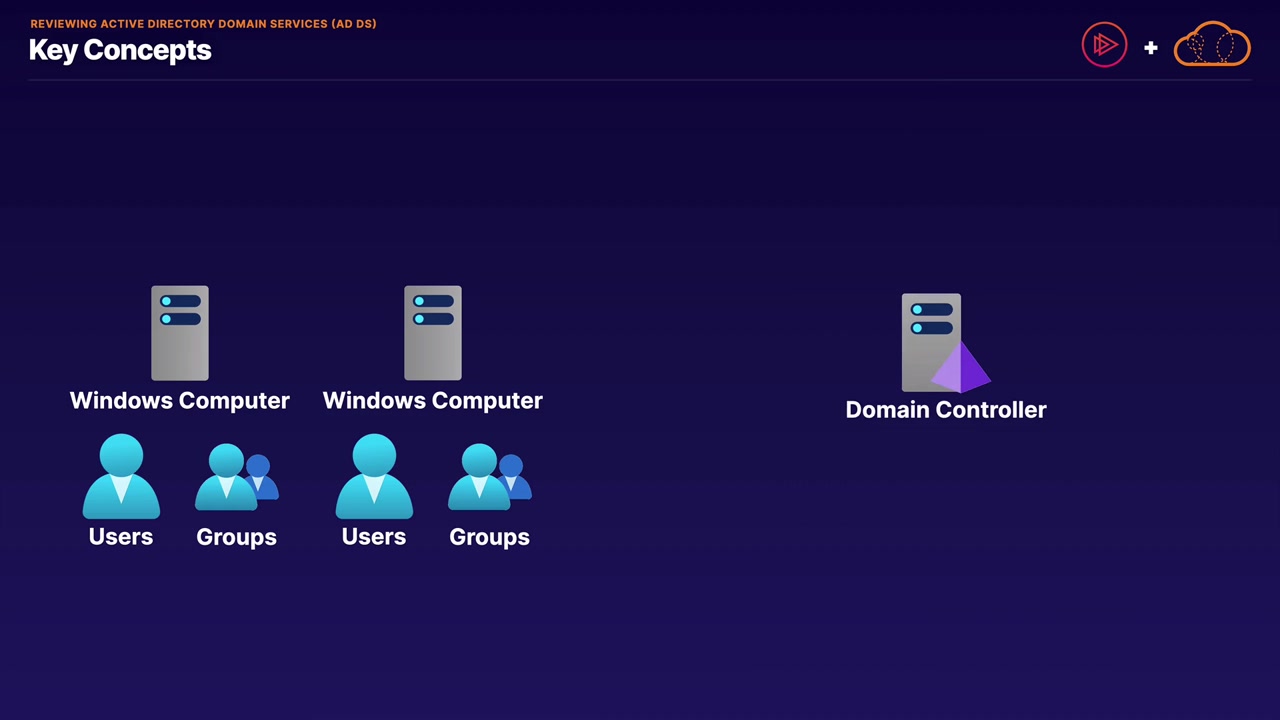 REVIEWING ACTIVE DIRECTORY DOMAIN SERVICES (AD DS)
Key Concepts
+
Windows Computer
Windows Computer
Domain Controller
Users
Groups
Users
Groups